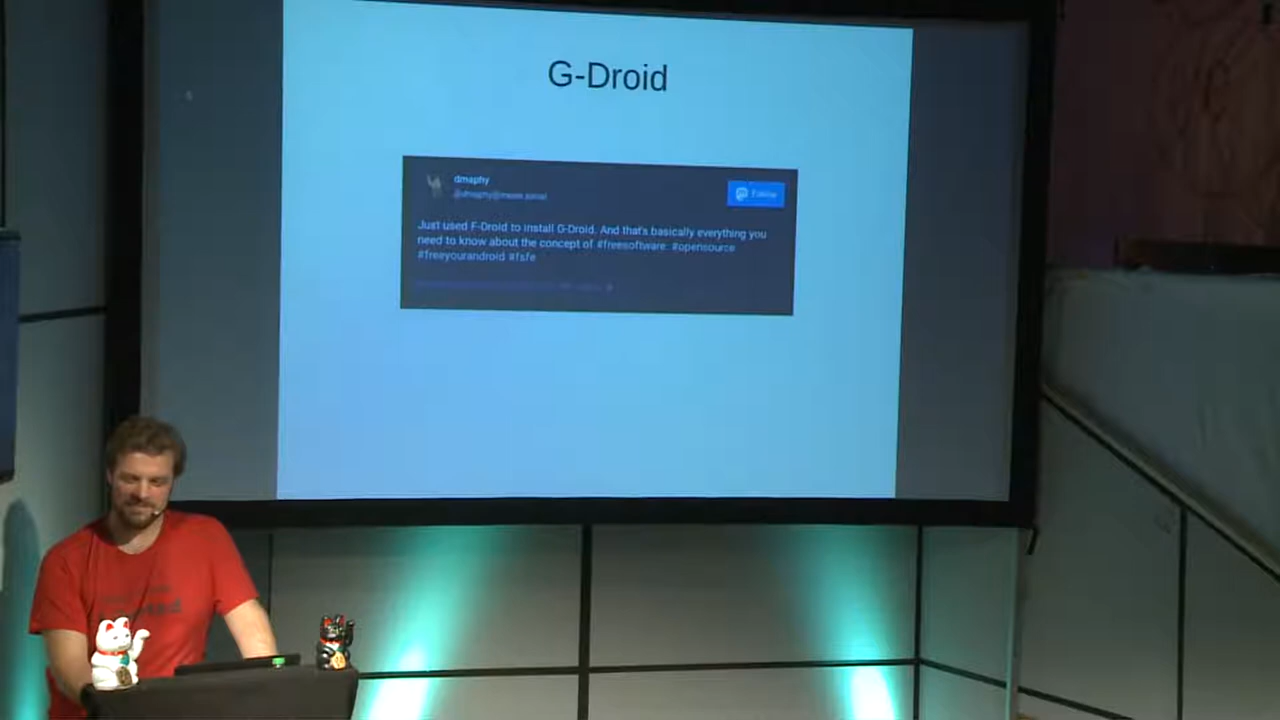 G-Droid
dmaphy
Follow
Just used F-Droid to install G-Droid. And that's basically everything you
need to know about the concept of #freesoftware #opensource
#freeyourandroid #fsfe